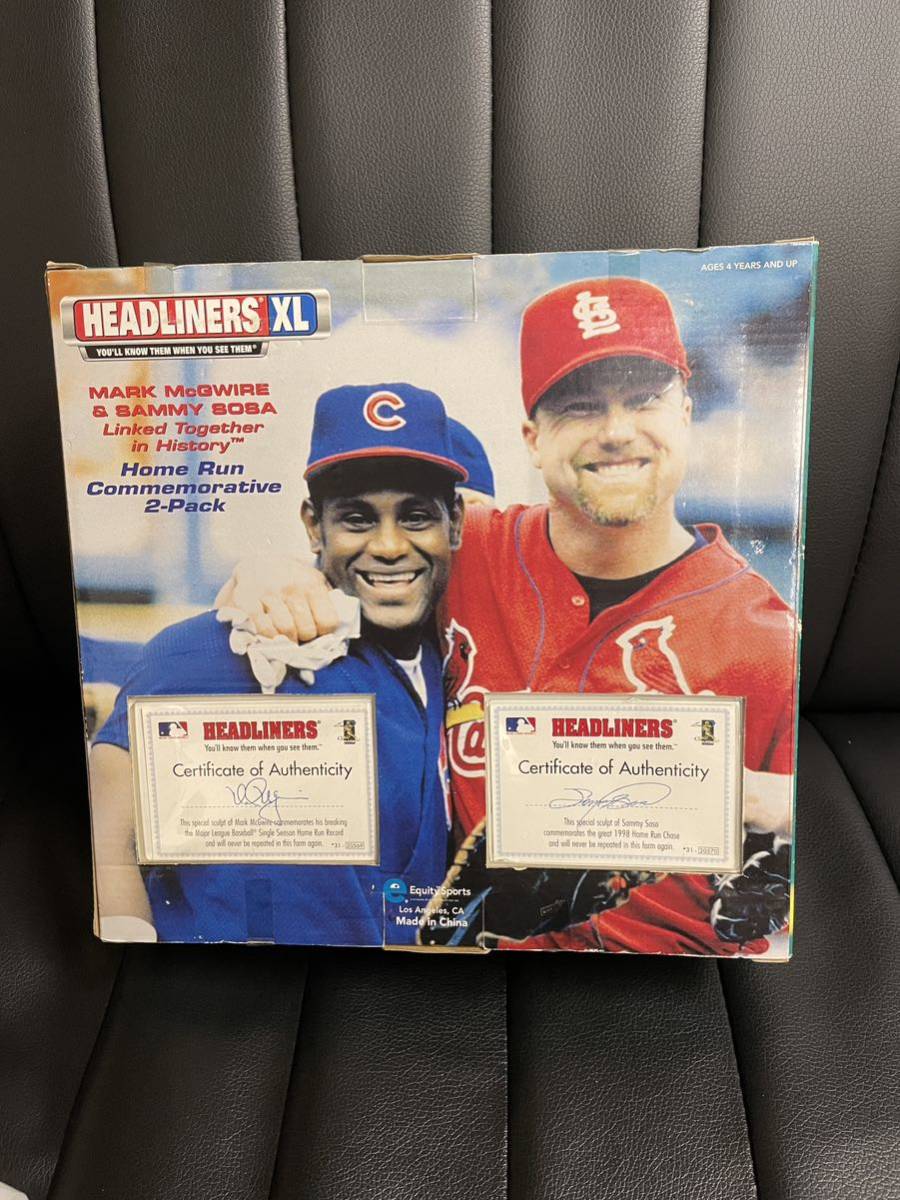 AGES 4 YEARS AND UP
HEADLINERS® XL
YOU'LL KNOW THEM WHEN YOU SEE THEM®
MARK McGWIRE
& SAMMY SOSA
Linked Together
in History™
Home Run
Commemorative
2-Pack
C
HEADLINERS®
You'll know them when you see them.™
Certificate of Authenticity
This special sculpt of Mark McGwire commemorates his breaking
the Major League Baseball® Single Season Home Run Record
and will never be repeated in this form again.
HEADLINERS®
You'll know them when you see them.™
Certificate of Authenticity
Sammy Sosa
This special sculpt of Sammy Sosa
commemorates the great 1998 Home Run Chase
and will never be repeated in this form again.
Equity Sports
Los Angeles, CA
Made in China